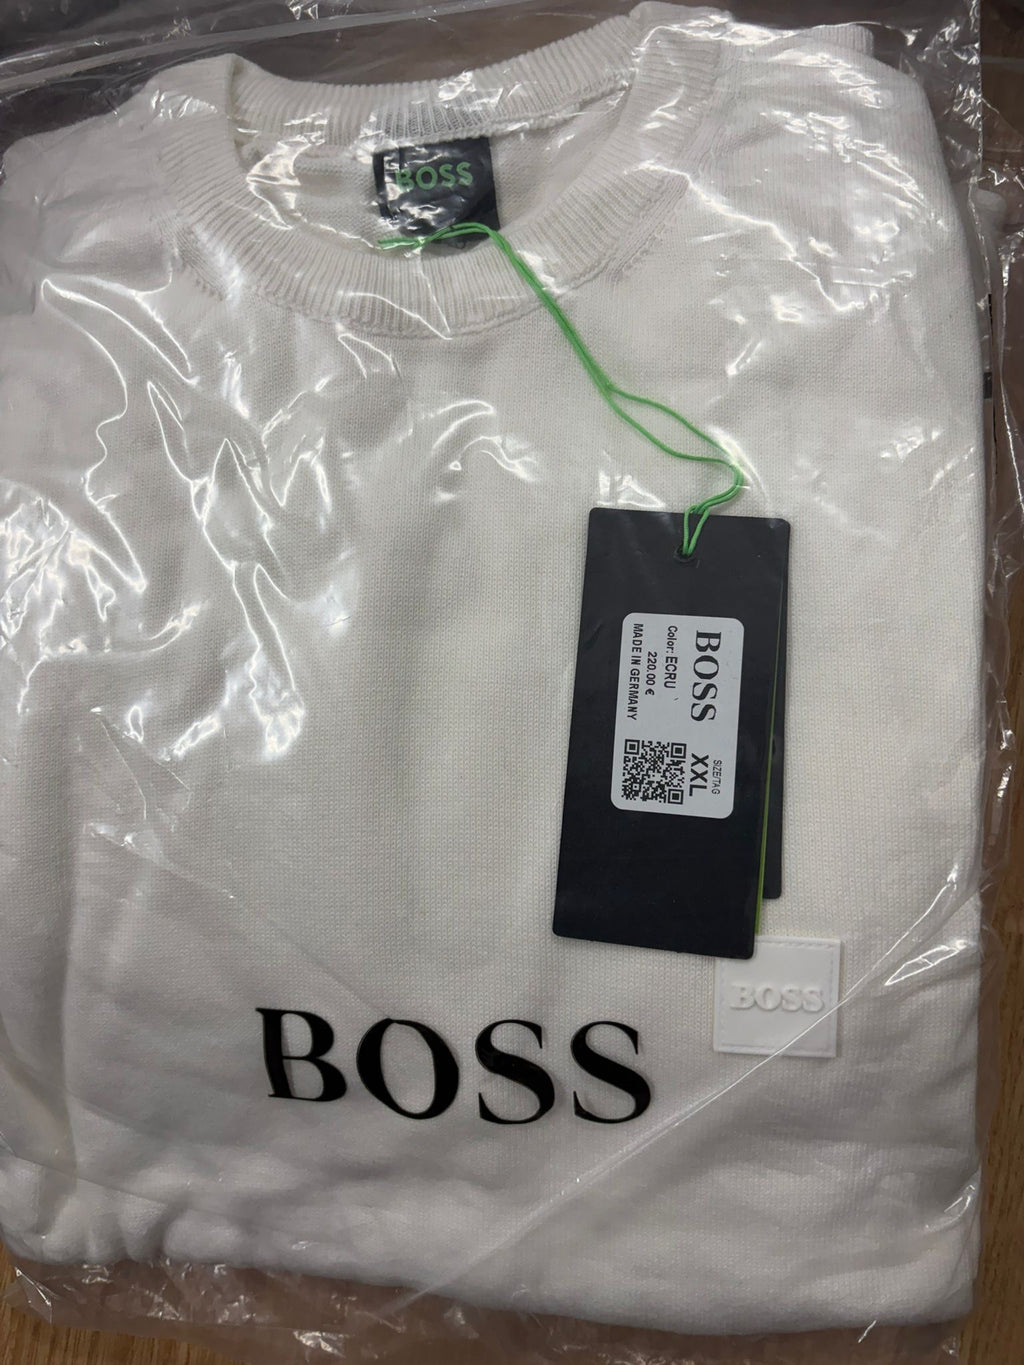 BOSS
BOSS
Color: ECRU
220.00 €
MADE IN GERMANY
SIZE/TAG
XXL
BOSS
BOSS